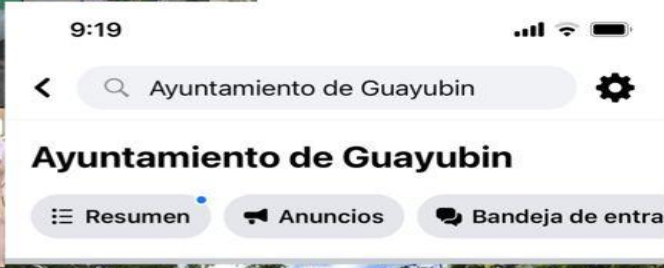 9:19
Ayuntamiento de Guayubin
Ayuntamiento de Guayubin
Resumen Anuncios Bandeja de entra